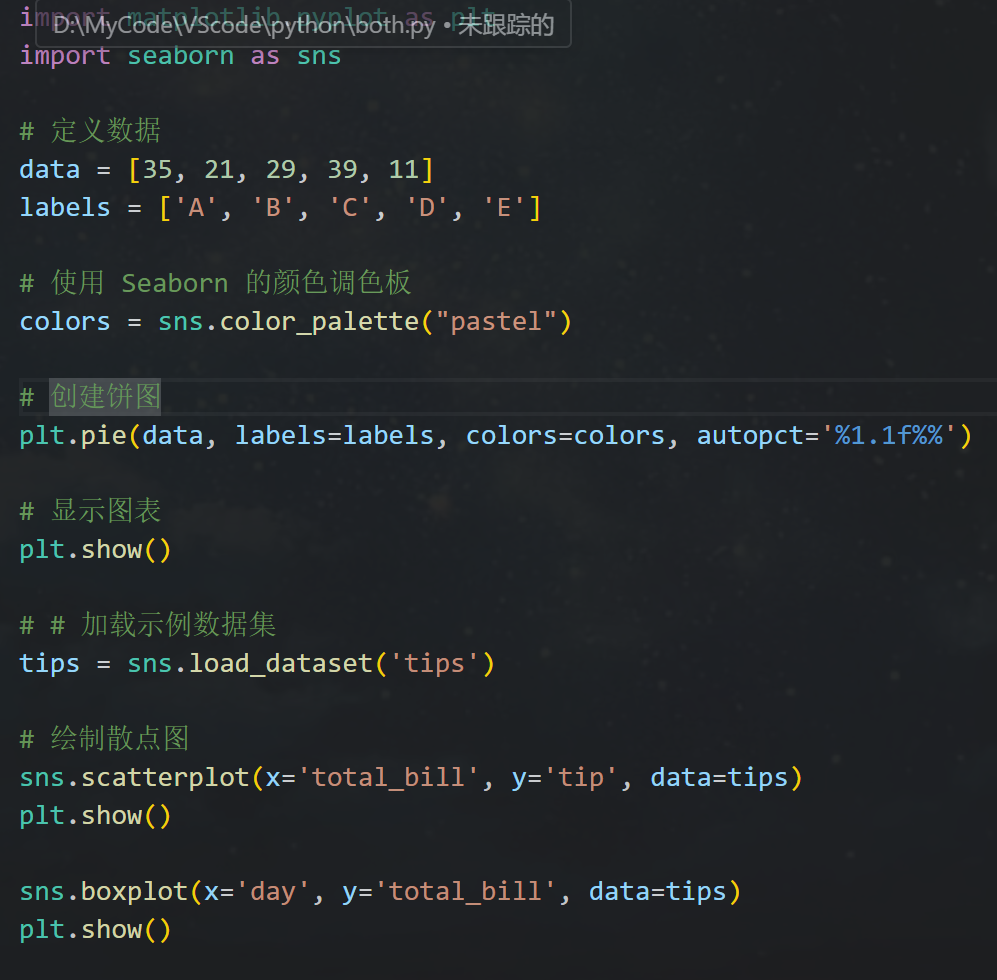 import matplotlib.pyplot as plt
D:\MyCode\VScode\python\both.py • 未跟踪的
import seaborn as sns
# 定义数据
data = [35, 21, 29, 39, 11]
labels = ['A', 'B', 'C', 'D', 'E']
# 使用 Seaborn 的颜色调色板
colors = sns.color_palette("pastel")
# 创建饼图
plt.pie(data, labels=labels, colors=colors, autopct='%1.1f%%')
# 显示图表
plt.show()
# # 加载示例数据集
tips = sns.load_dataset('tips')
# 绘制散点图
sns.scatterplot(x='total_bill', y='tip', data=tips)
plt.show()
sns.boxplot(x='day', y='total_bill', data=tips)
plt.show()